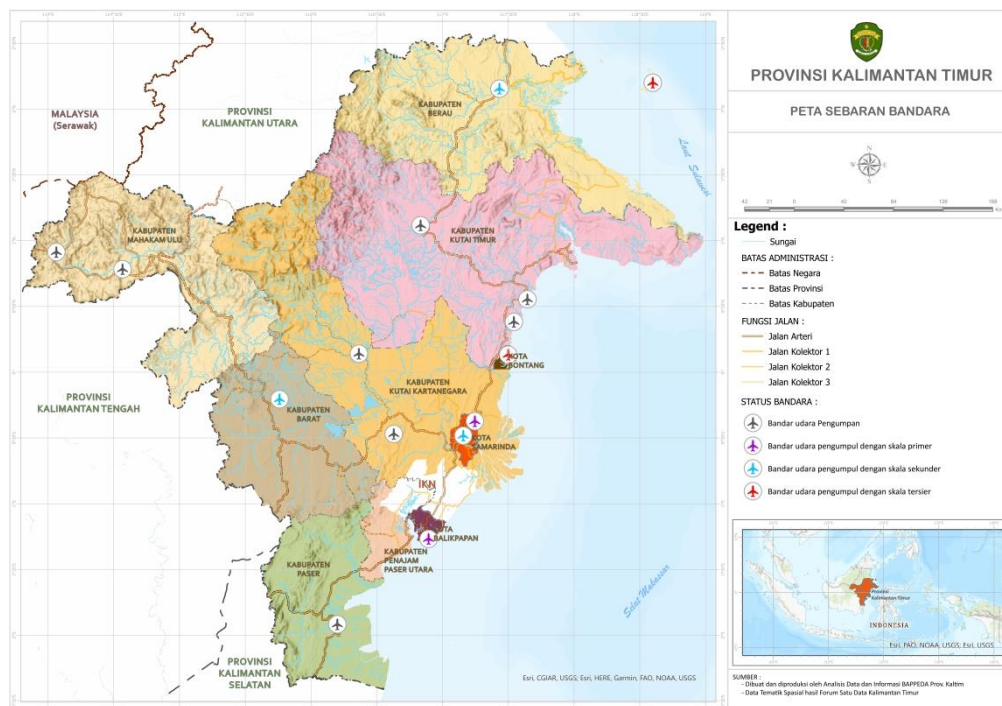 PROVINSI KALIMANTAN TIMUR
PETA SEBARAN BANDARA
Legend :
Sungai
BATAS ADMINISTRASI :
Batas Negara
Batas Provinsi
Batas Kabupaten
FUNGSI JALAN :
Jalan Arteri
Jalan Kolektor 1
Jalan Kolektor 2
Jalan Kolektor 3
STATUS BANDARA :
Bandar udara Pengumpan
Bandar udara pengumpul dengan skala primer
Bandar udara pengumpul dengan skala sekunder
Bandar udara pengumpul dengan skala tersier
Provinsi
Kalimantan Timur
INDONESIA
Esri, FAO, NOAA, USGS; Esri, USGS
SUMBER :
- Dibuat dan diproduksi oleh Analisis Data dan Informasi BAPPEDA Prov. Kaltim
- Data Tematik Spasial hasil Forum Satu Data Kalimantan Timur
MALAYSIA
(Serawak)
PROVINSI
KALIMANTAN UTARA
KABUPATEN
BERAU
Laut Sulawesi
KABUPATEN
MAHAKAM ULU
KABUPATEN
KUTAI TIMUR
KOTA
BONTANG
PROVINSI
KALIMANTAN TENGAH
KABUPATEN
KUTAI KARTANEGARA
KABUPATEN
BARAT
KOTA
SAMARINDA
IKN
KOTA
BALIKPAPAN
KABUPATEN
PENAJAM
PASER UTARA
KABUPATEN
PASER
Selat Makassar
PROVINSI
KALIMANTAN
SELATAN
Esri, CGIAR, USGS; Esri, HERE, Garmin, FAO, NOAA, USGS